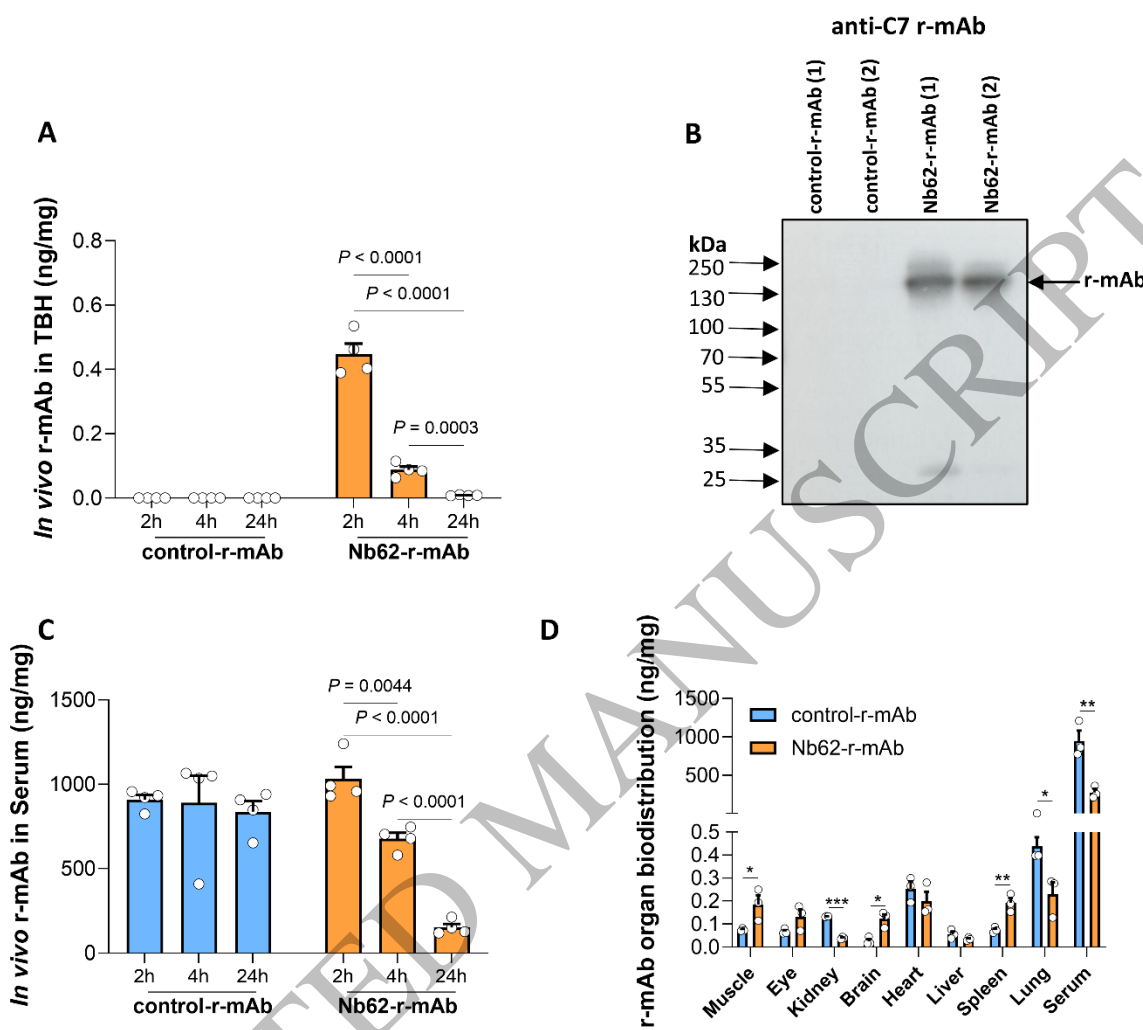 anti-C7 r-mAb
control-r-mAb (1)
control-r-mAb (2)
Nb62-r-mAb (1)
Nb62-r-mAb (2)
A
In vivo r-mAb in TBH (ng/mg)
0.8
0.6
0.4
0.2
0.0
P < 0.0001
P < 0.0001
P = 0.0003
2h 4h 24h 2h 4h 24h
control-r-mAb Nb62-r-mAb
B
kDa
250
130
100
70
55
35
25
r-mAb
C
In vivo r-mAb in Serum (ng/mg)
1500
1000
500
0
P = 0.0044
P < 0.0001
P < 0.0001
2h 4h 24h 2h 4h 24h
control-r-mAb Nb62-r-mAb
D
r-mAb organ biodistribution (ng/mg)
1500
1000
500
0.5
0.4
0.3
0.2
0.1
0.0
control-r-mAb
Nb62-r-mAb
* *** * ** * **
Muscle
Eye
Kidney
Brain
Heart
Liver
Spleen
Lung
Serum
TED MANUSCRIPT